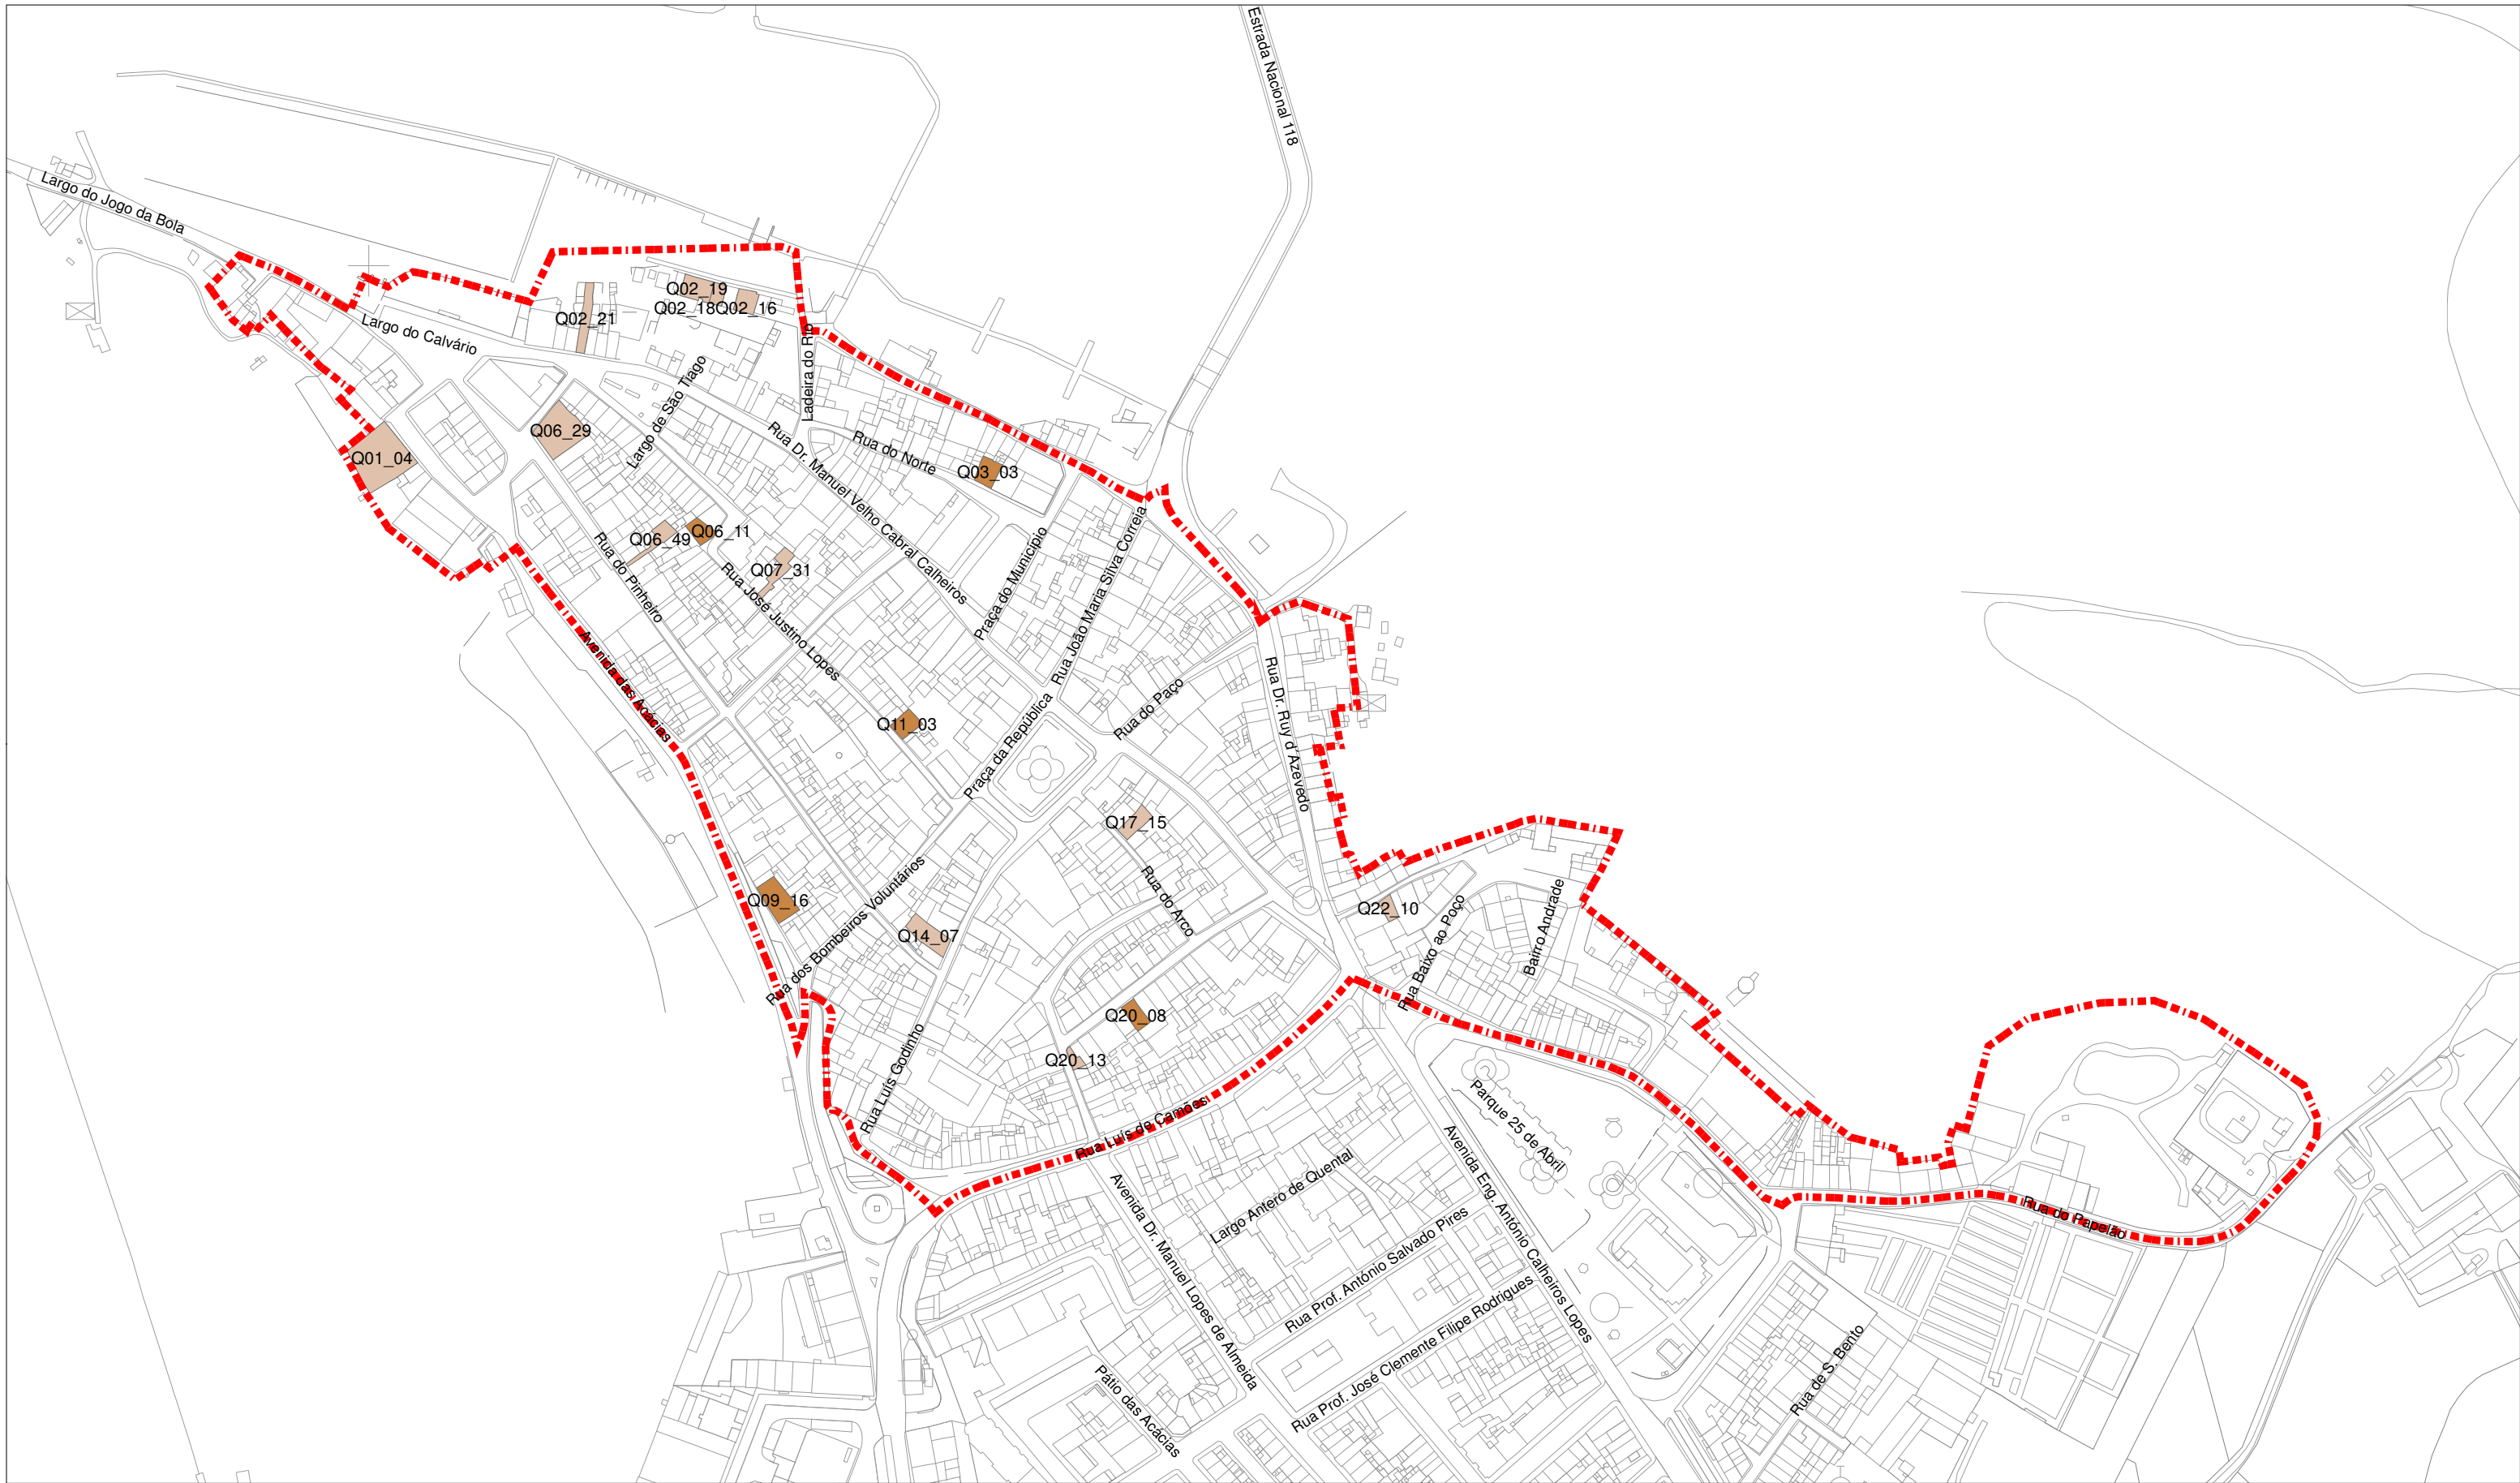 Estrada Nacional 118
Largo do Jogo da Bola
Q02_19
Q02_18
Q02_16
Q02_21
Largo do Calvário
Ladeira do Rio
Largo de São Tiago
Q06_29
Q01_04
Rua Dr. Manuel Velho Cabral Calheiros
Rua do Norte
Q03_03
Q06_11
Q06_49
Q07_31
Rua do Pinheiro
Rua José Justino Lopes
Praça do Município
Rua João Maria Silva Correia
Avenida das Acácias
Rua do Paço
Rua Dr. Ruy d'Azevedo
Q11_03
Praça da República
Q17_15
Rua do Arco
Q09_16
Rua dos Bombeiros Voluntários
Q14_07
Q22_10
Rua Baixo ao Poço
Bairro Andrade
Q20_08
Q20_13
Rua Luís Godinho
Rua Luís de Camões
Parque 25 de Abril
Avenida Eng. António Calheiros Lopes
Largo Antero de Quental
Avenida Dr. Manuel Lopes de Almeida
Rua Prof. António Salvado Pires
Rua Prof. José Clemente Filipe Rodrigues
Pátio das Acácias
Rua de S. Bento
Rua do Papelão